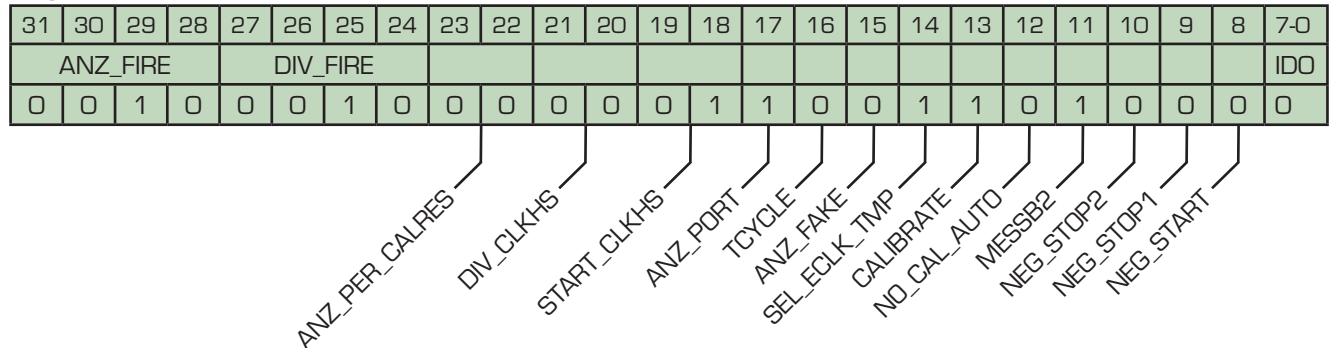 31 30 29 28 27 26 25 24 23 22 21 20 19 18 17 16 15 14 13 12 11 10 9 8 7-0
ANZ_FIRE DIV_FIRE ID0
0 0 1 0 0 0 1 0 0 0 0 0 0 1 1 0 0 1 1 0 1 0 0 0 0
ANZ_PER_CALRES
DIV_CLKHS
START_CLKHS
ANZ_PORT
TCYCLE
ANZ_FAKE
SEL_ECLK_TMP
CALIBRATE
NO_CAL_AUTO
MESSB2
NEG_STOP2
NEG_STOP1
NEG_START